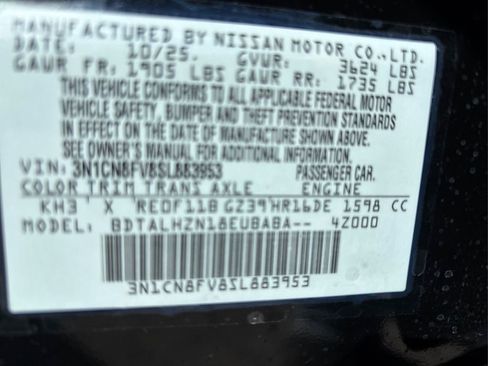 MANUFACTURED BY NISSAN MOTOR CO.,LTD.
DATE: 10/25. GVWR: 3624 LBS
GAWR FR: 1905 LBS GAWR RR: 1735 LBS
THIS VEHICLE CONFORMS TO ALL APPLICABLE FEDERAL MOTOR
VEHICLE SAFETY, BUMPER AND THEFT PREVENTION STANDARDS
IN EFFECT ON THE DATE OF MANUFACTURE SHOWN ABOVE.
SEE OWNER'S MANUAL FOR ADDITIONAL INFORMATION.
VIN: 3N1CN8FV8SL883953 PASSENGER CAR.
COLOR TRIM TRANS AXLE ENGINE
KH3 X RE0F11B GZ39 HR16DE 1598 CC
MODEL: BDTALHZN18EUBABA-- 4Z000
3N1CN8FV8SL883953